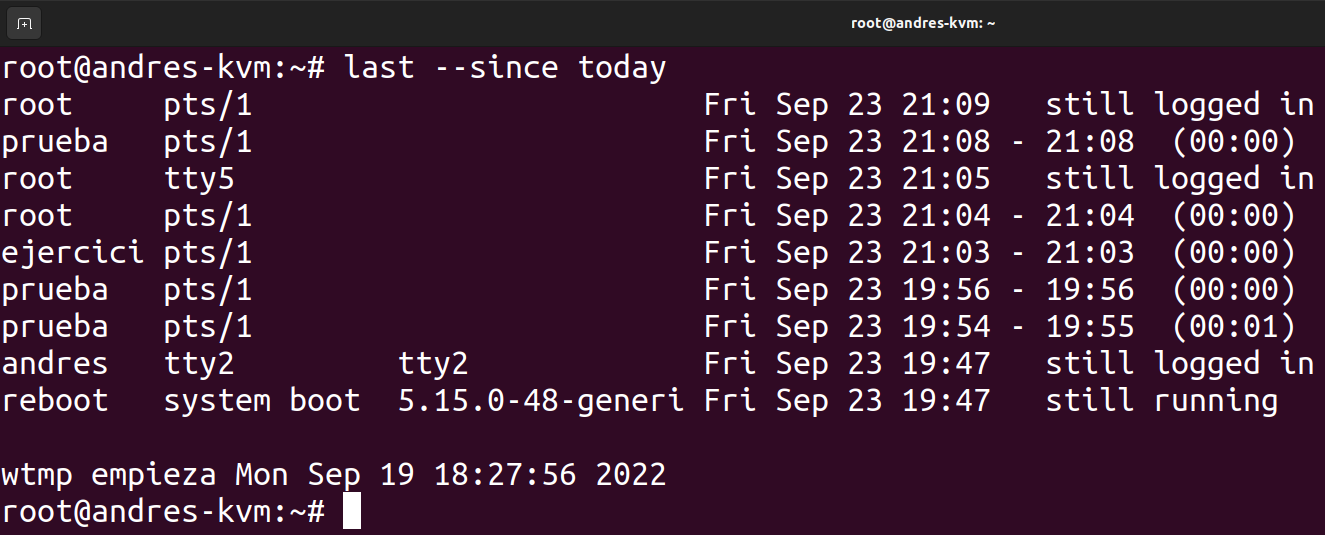 root@andres-kvm: ~
root@andres-kvm:~# last --since today
root     pts/1                         Fri Sep 23 21:09   still logged in
prueba   pts/1                         Fri Sep 23 21:08 - 21:08  (00:00)
root     tty5                          Fri Sep 23 21:05   still logged in
root     pts/1                         Fri Sep 23 21:04 - 21:04  (00:00)
ejercici pts/1                         Fri Sep 23 21:03 - 21:03  (00:00)
prueba   pts/1                         Fri Sep 23 19:56 - 19:56  (00:00)
prueba   pts/1                         Fri Sep 23 19:54 - 19:55  (00:01)
andres   tty2         tty2             Fri Sep 23 19:47   still logged in
reboot   system boot  5.15.0-48-generi Fri Sep 23 19:47   still running
wtmp empieza Mon Sep 19 18:27:56 2022
root@andres-kvm:~#